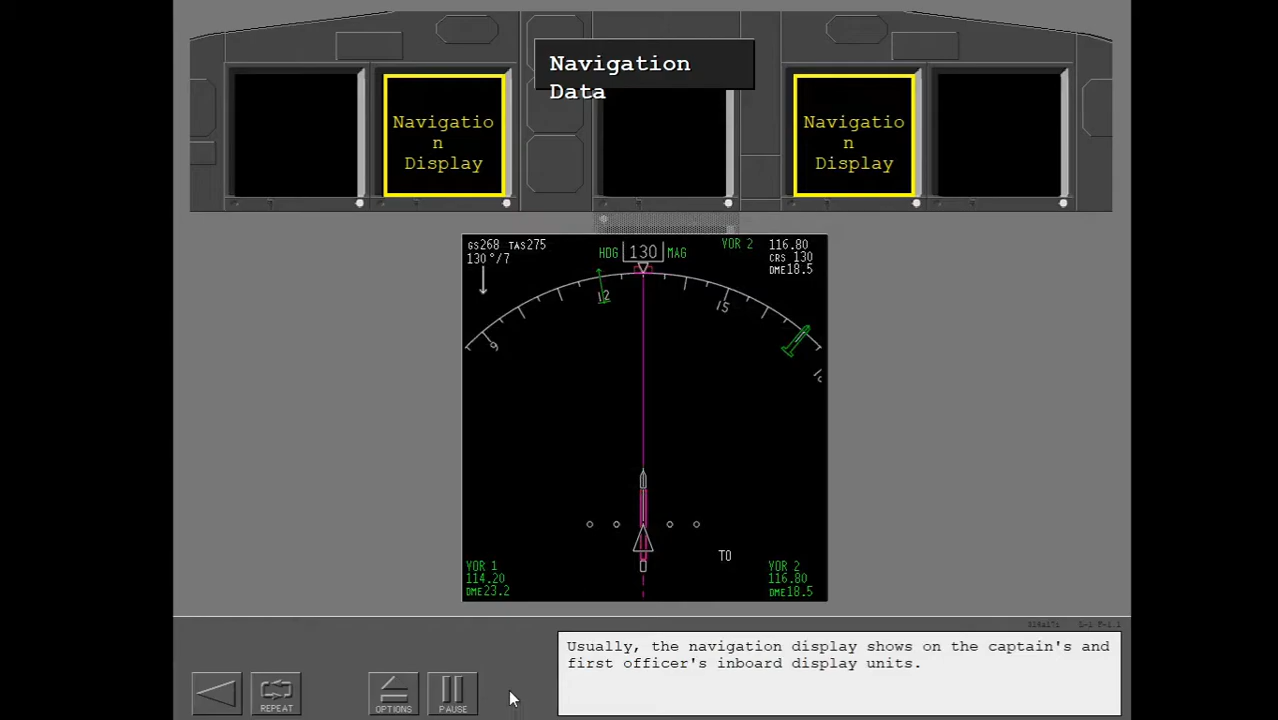 Navigation
Data
Navigatio
n
Display
Navigatio
n
Display
GS268 TAS275
130°/7
HDG 130 MAG
VOR 2
116.80
CRS 130
DME18.5
9
12
15
TO
VOR 1
114.20
DME23.2
VOR 2
116.80
DME18.5
Usually, the navigation display shows on the captain's and
first officer's inboard display units.
REPEAT
OPTIONS
PAUSE